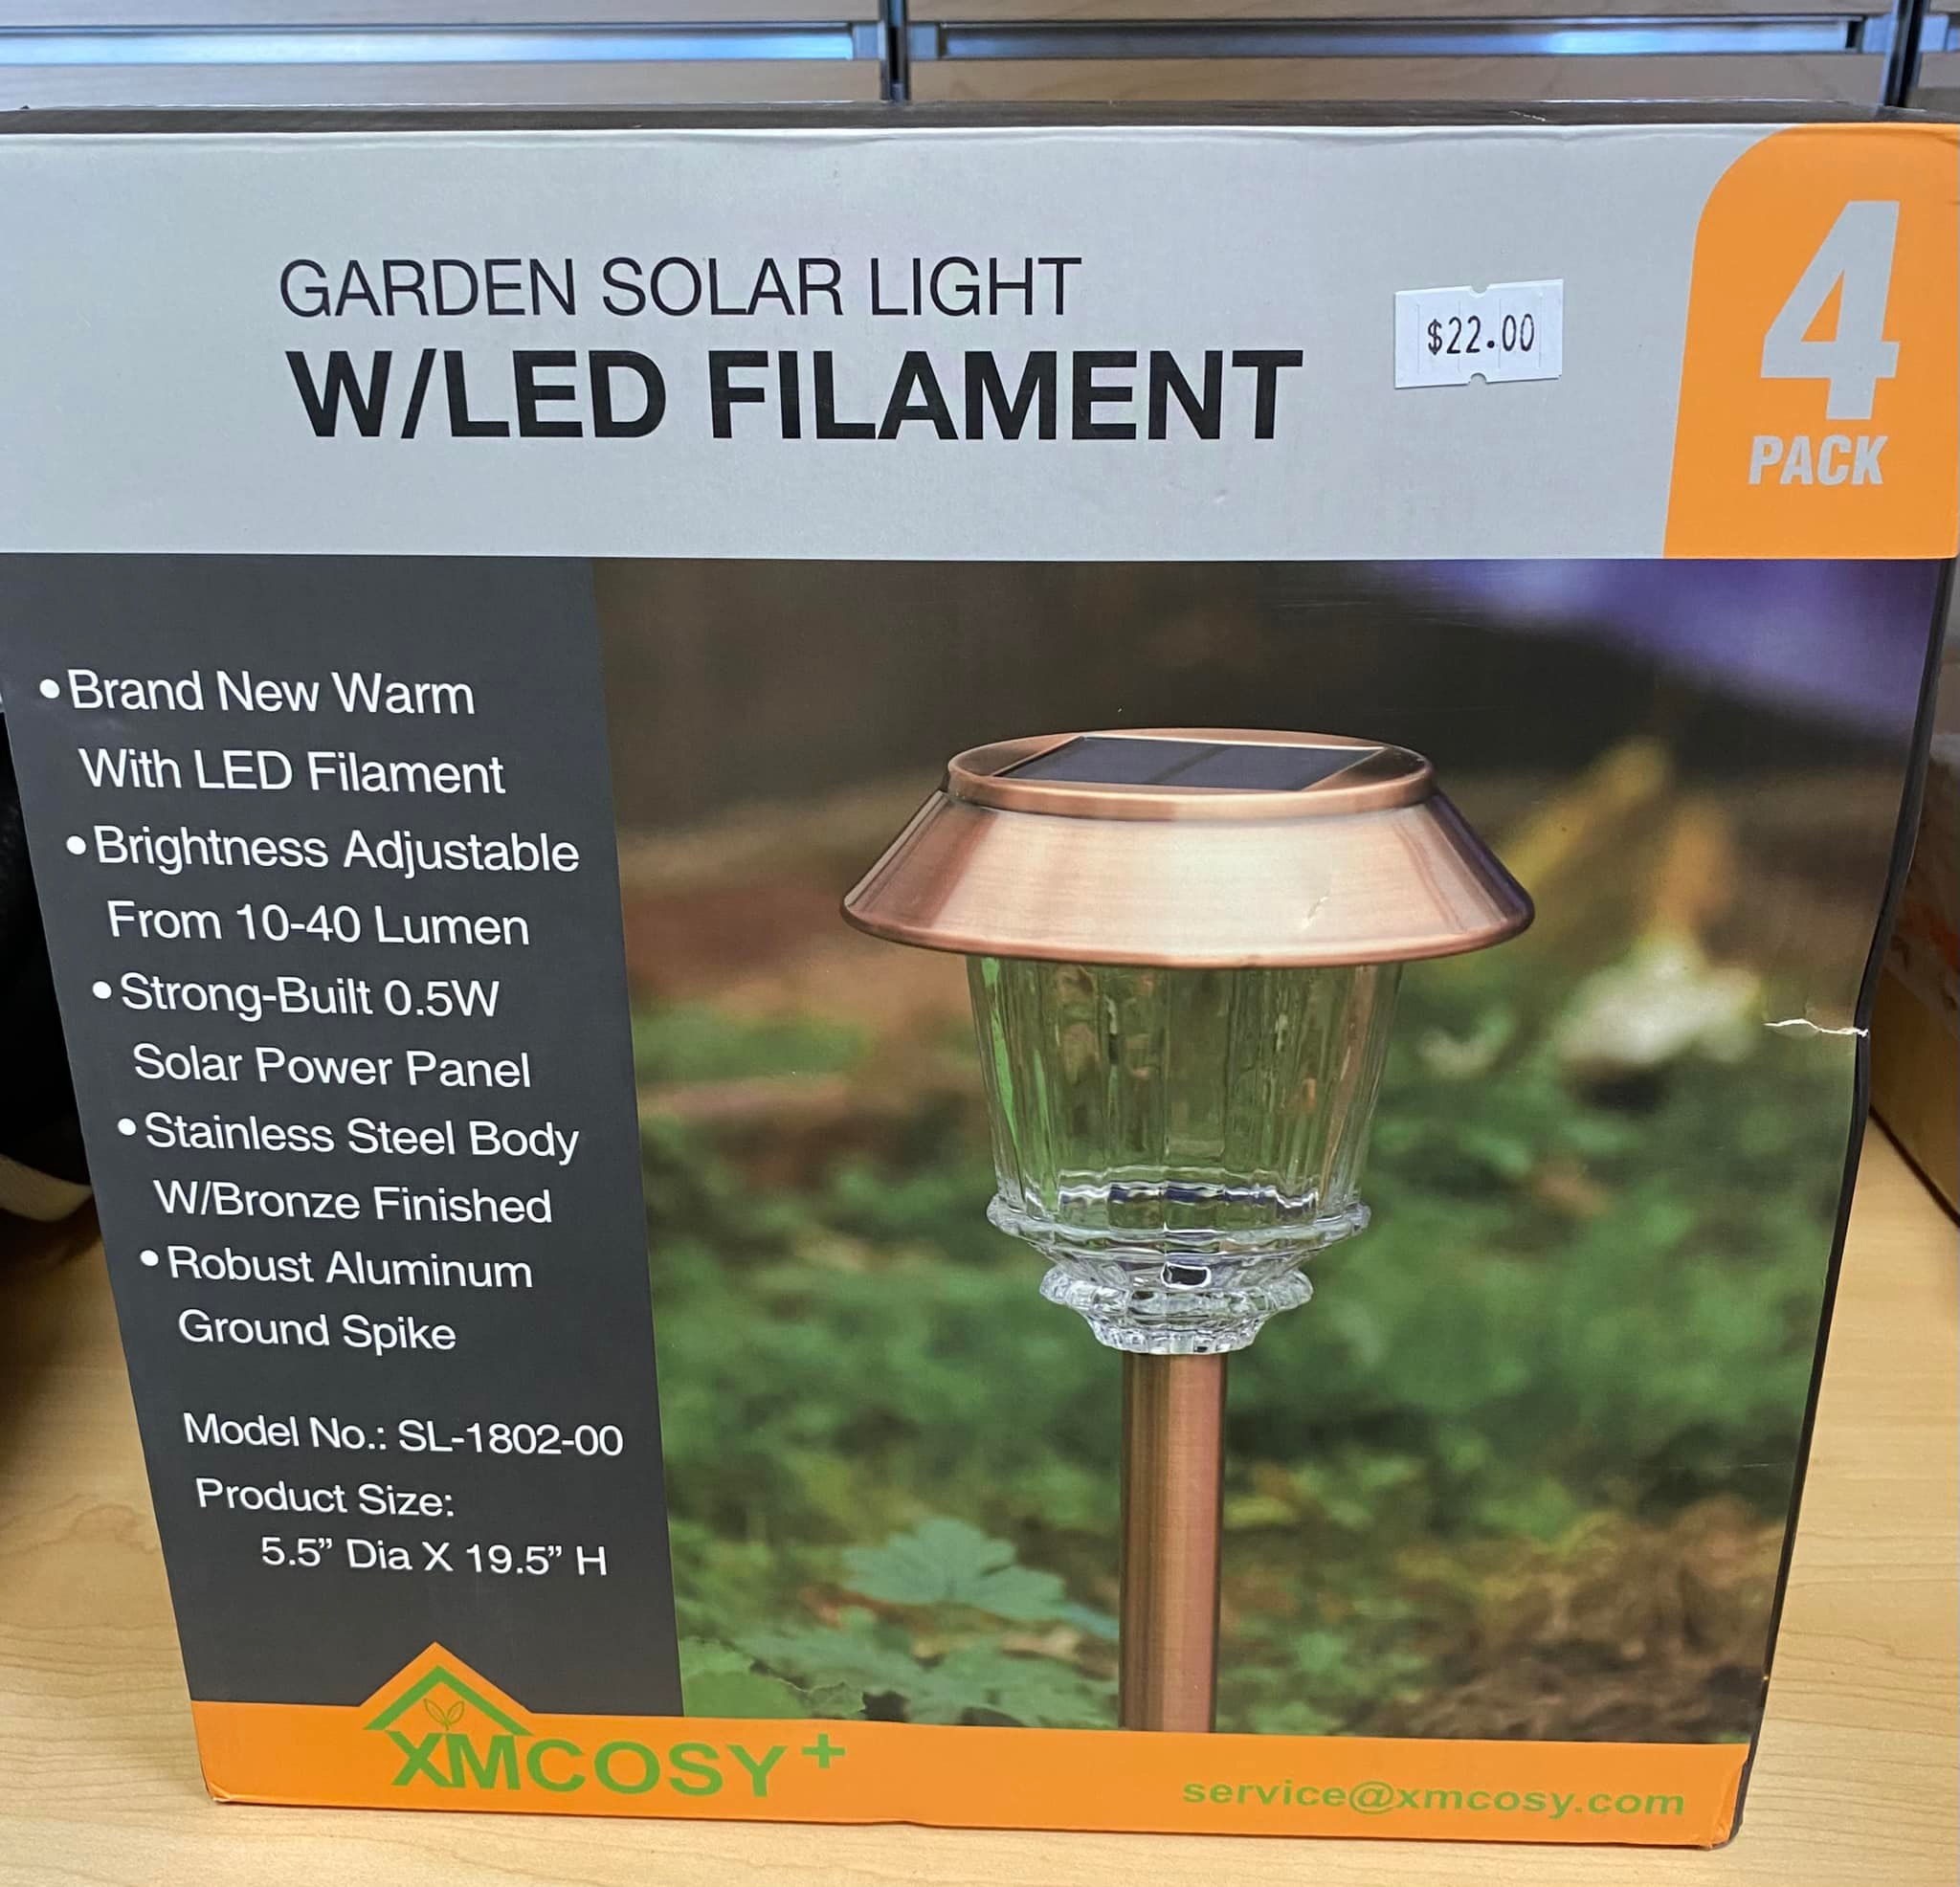 GARDEN SOLAR LIGHT
W/LED FILAMENT
$22.00
4
PACK
•Brand New Warm
With LED Filament
•Brightness Adjustable
From 10-40 Lumen
•Strong-Built 0.5W
Solar Power Panel
•Stainless Steel Body
W/Bronze Finished
•Robust Aluminum
Ground Spike
Model No.: SL-1802-00
Product Size:
5.5” Dia X 19.5” H
XMCOSY+
service@xmcosy.com